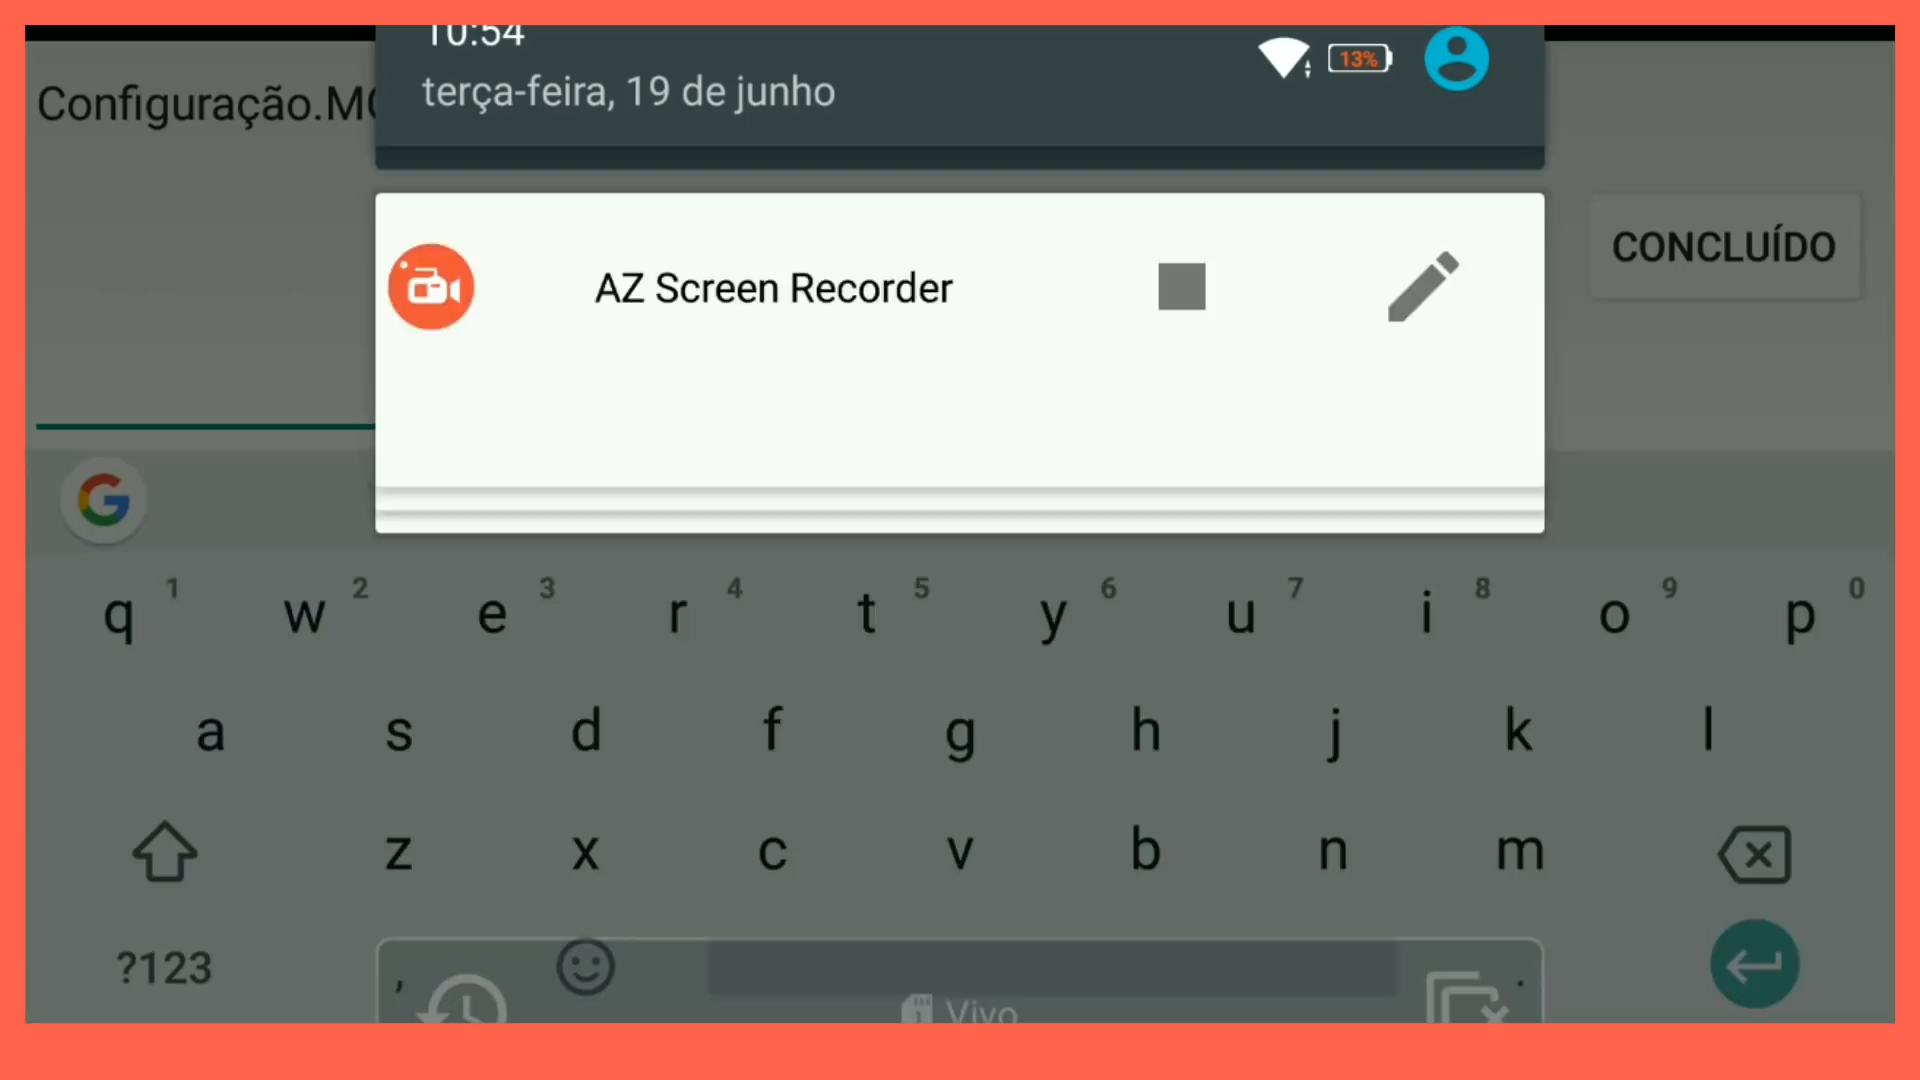 10:54
13%
terça-feira, 19 de junho
Configuração.M
AZ Screen Recorder
CONCLUÍDO
G
q 1 w 2 e 3 r 4 t 5 y 6 u 7 i 8 o 9 p 0
a s d f g h j k l
z x c v b n m
?123 , .
1 Vivo